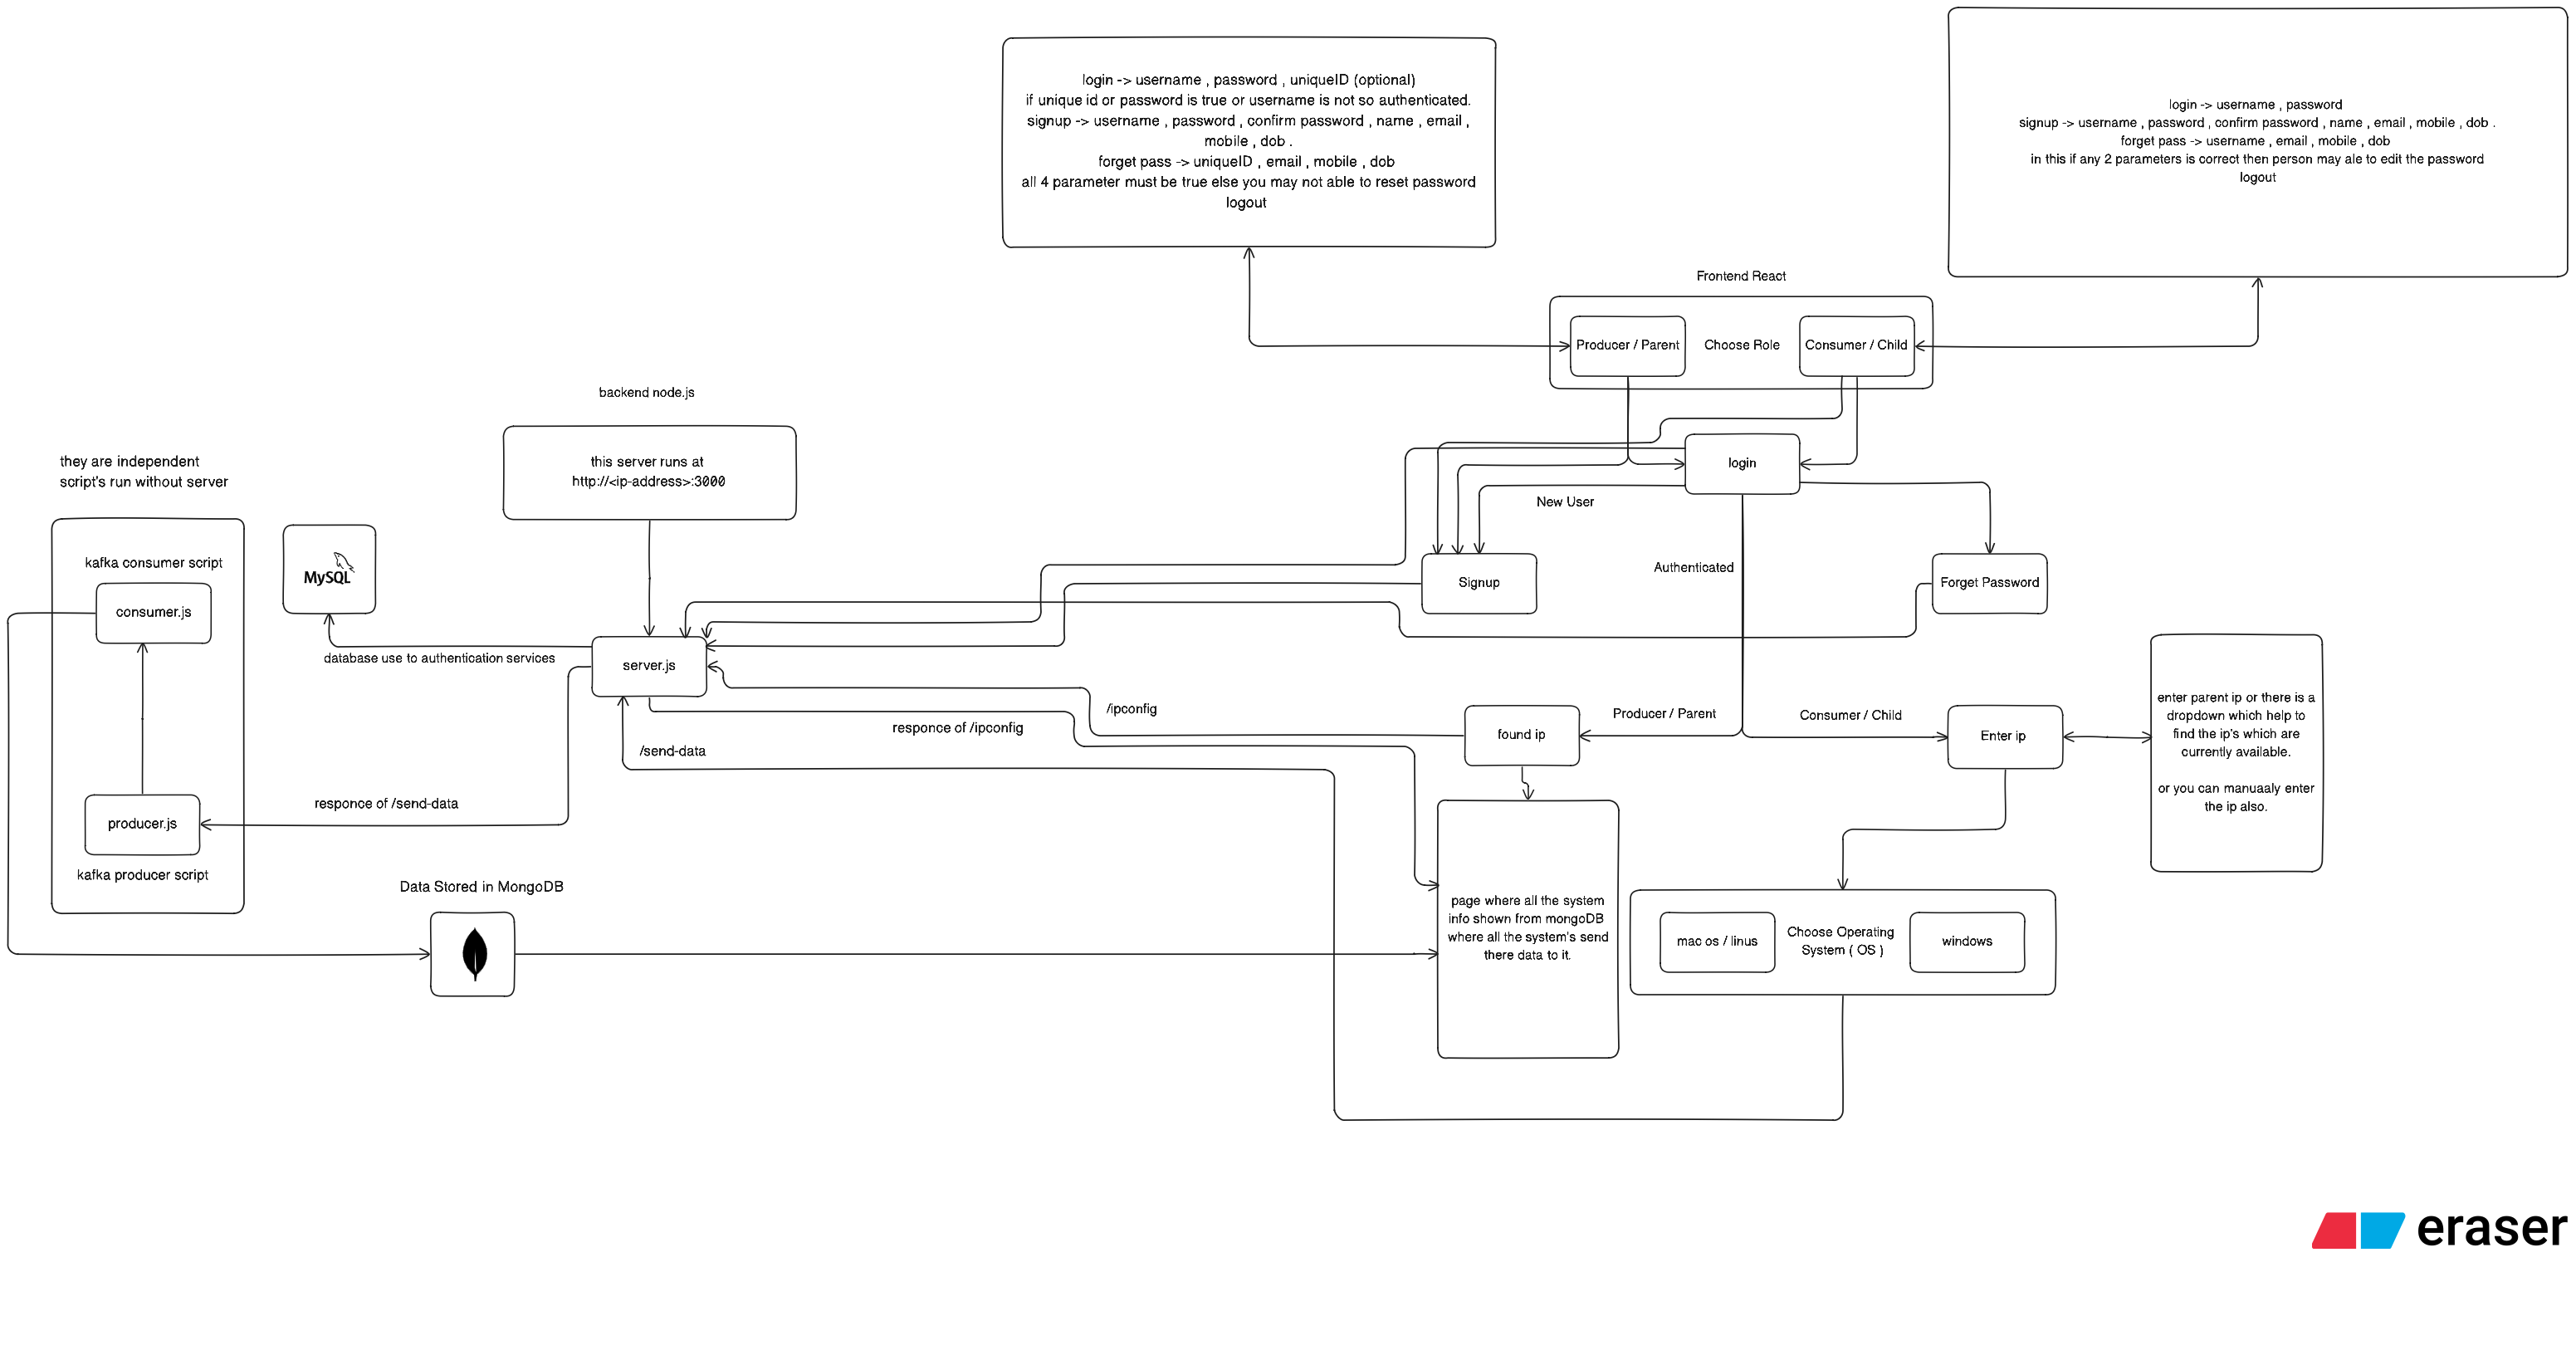 login -> username , password , uniqueID (optional)
if unique id or password is true or username is not so authenticated.
signup -> username , password , confirm password , name , email ,
mobile , dob .
forget pass -> uniqueID , email , mobile , dob
all 4 parameter must be true else you may not able to reset password
logout
login -> username , password
signup -> username , password , confirm password , name , email , mobile , dob .
forget pass -> username , email , mobile , dob
in this if any 2 parameters is correct then person may ale to edit the password
logout
Frontend React
Producer / Parent
Choose Role
Consumer / Child
backend node.js
this server runs at
http://<ip-address>:3000
they are independent
script's run without server
login
New User
kafka consumer script
consumer.js
MySQL
Authenticated
Signup
Forget Password
database use to authentication services
server.js
/ipconfig
responce of /ipconfig
/send-data
found ip
Producer / Parent
Consumer / Child
Enter ip
enter parent ip or there is a
dropdown which help to
find the ip's which are
currently available.
or you can manuaaly enter
the ip also.
responce of /send-data
producer.js
kafka producer script
Data Stored in MongoDB
page where all the system
info shown from mongoDB
where all the system's send
there data to it.
mac os / linus
Choose Operating
System ( OS )
windows
eraser